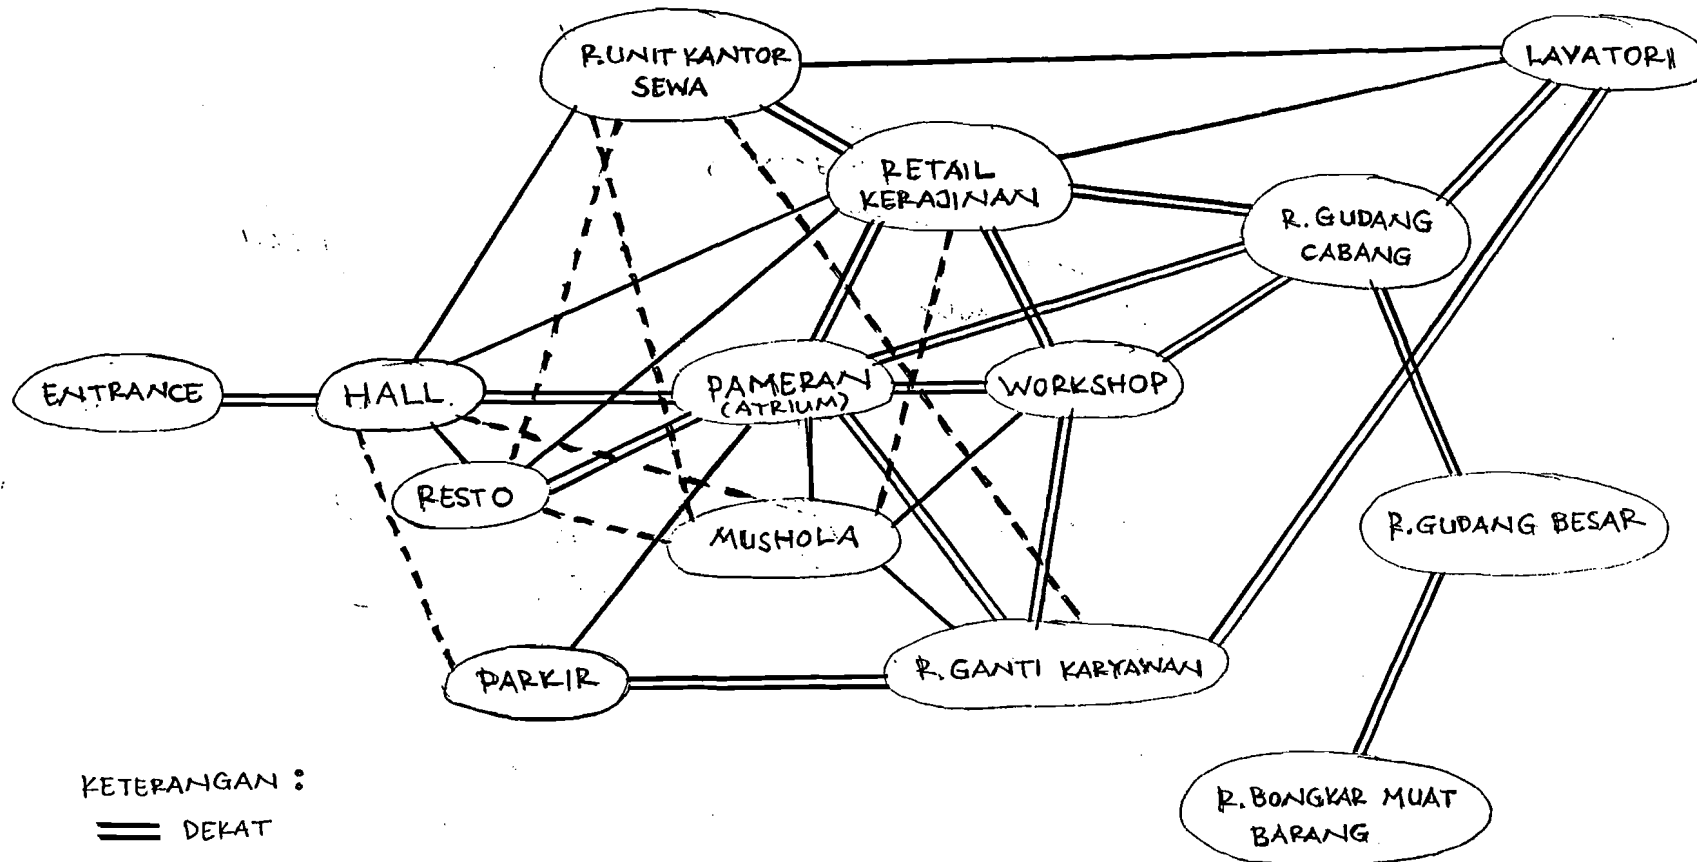 R.UNIT KANTOR
SEWA
LAVATORII
RETAIL
KERAJINAN
R. GUDANG
CABANG
ENTRANCE
HALL.
PAMERAN
(ATRIUM)
WORKSHOP
RESTO
MUSHOLA
R.GUDANG BESAR
PARKIR
R.GANTI KARYAWAN
R.BONGKAR MUAT
BARANG
KETERANGAN :
DEKAT